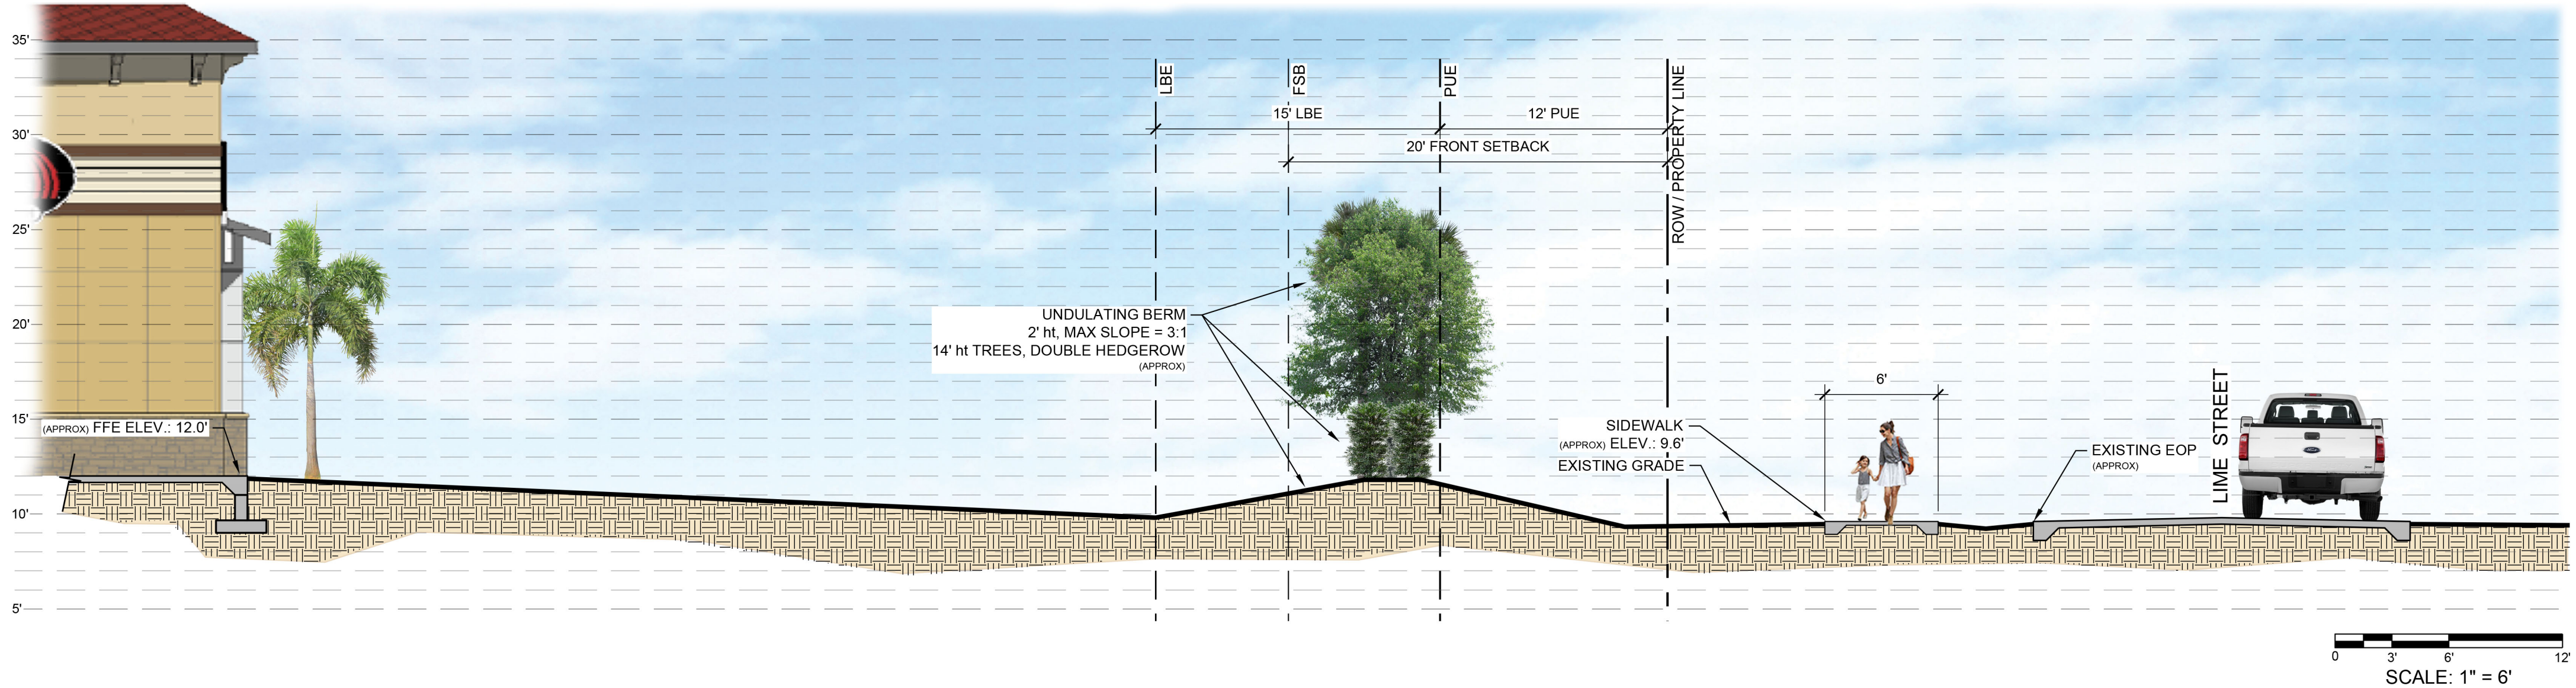 35'
30'
25'
20'
15'
10'
5'
(APPROX) FFE ELEV.: 12.0'
LBE
FSB
PUE
ROW / PROPERTY LINE
15' LBE
12' PUE
20' FRONT SETBACK
UNDULATING BERM
2' ht, MAX SLOPE = 3:1
14' ht TREES, DOUBLE HEDGEROW
(APPROX)
SIDEWALK
(APPROX) ELEV.: 9.6'
EXISTING GRADE
6'
EXISTING EOP
(APPROX)
LIME STREET
0 3' 6' 12'
SCALE: 1" = 6'